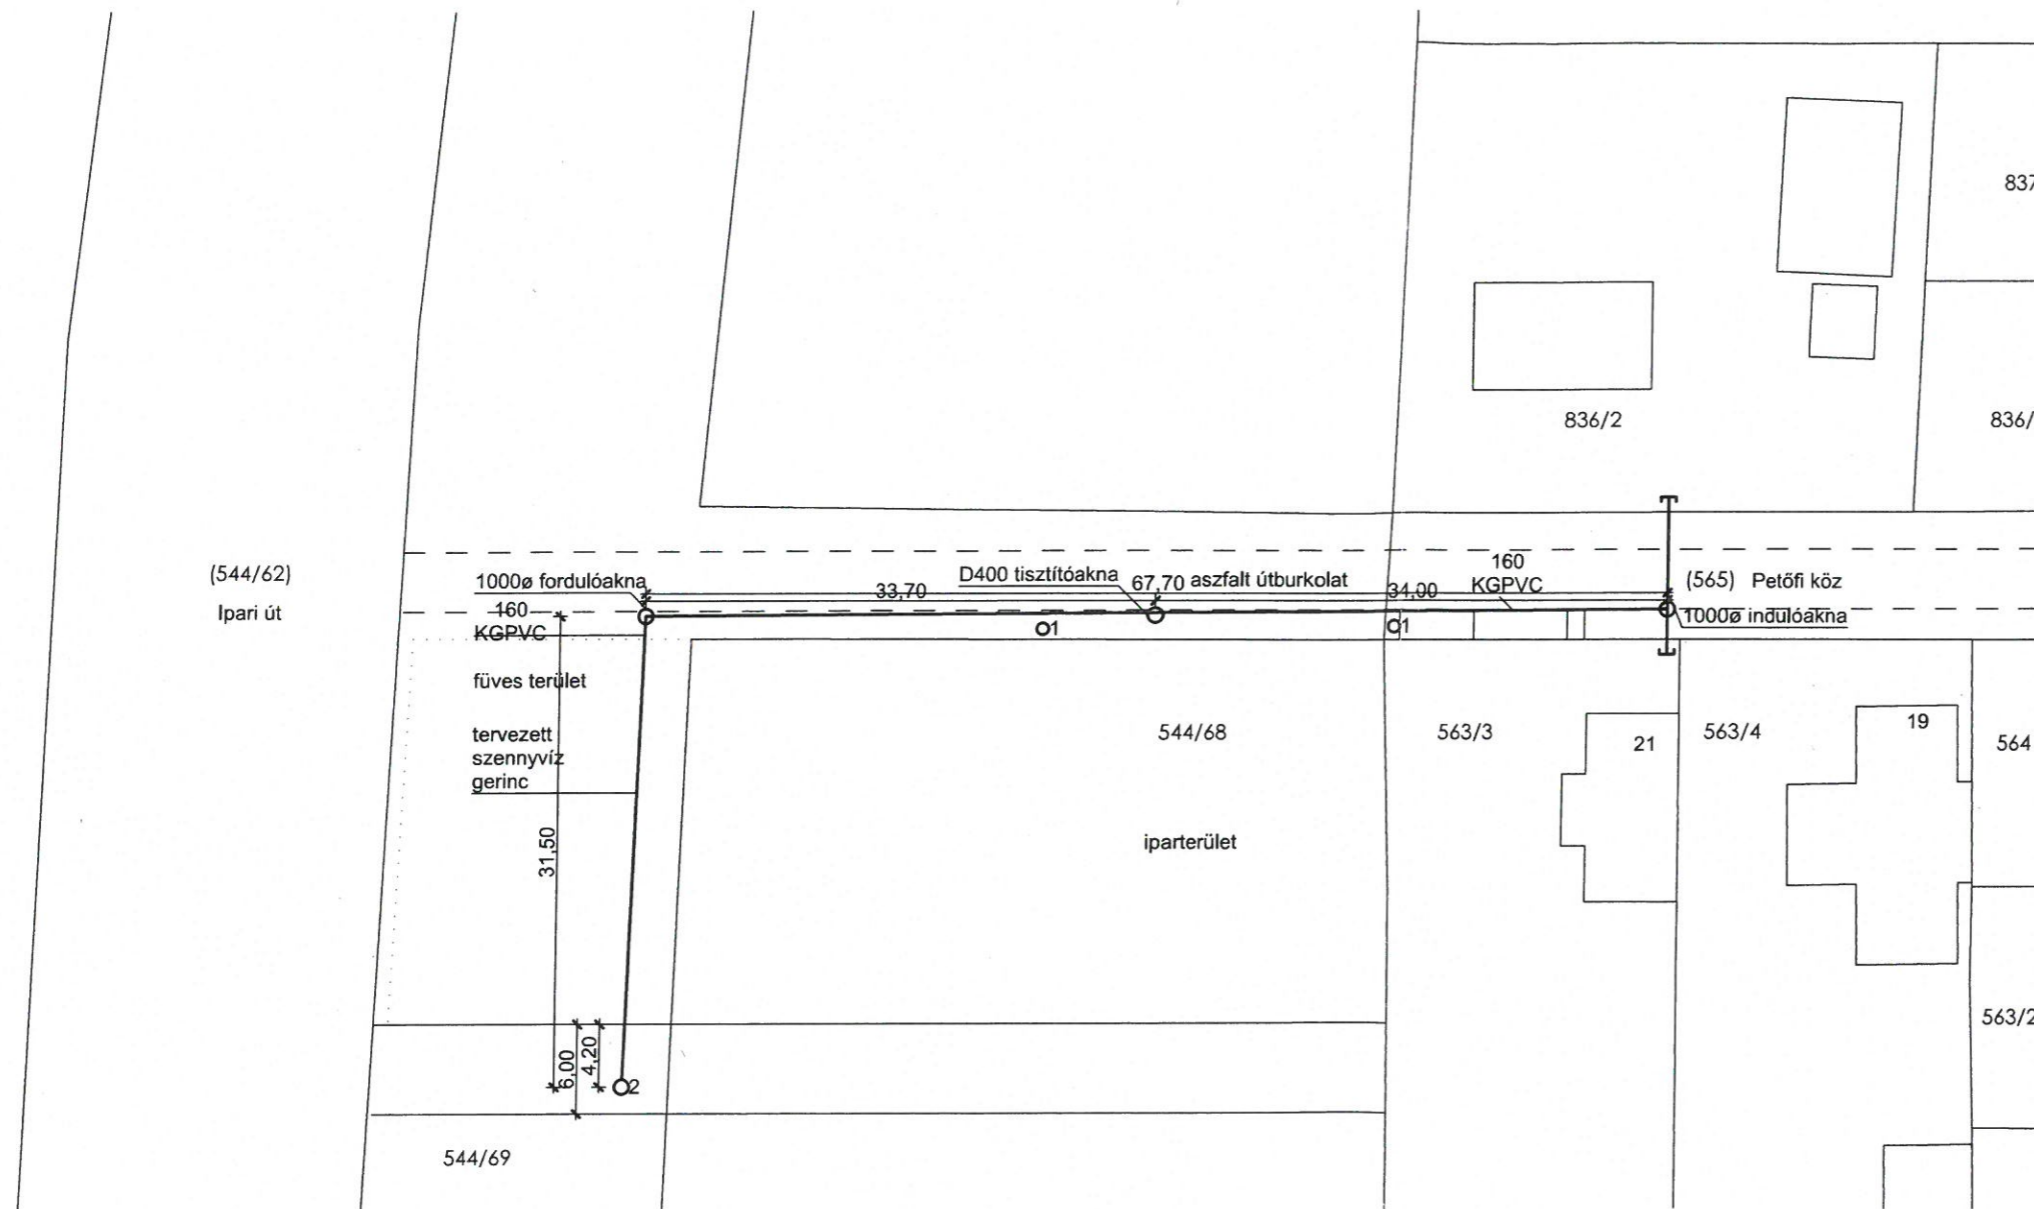 837
836/2
836/
160
KGPVC
(544/62)
Ipari út
1000ø fordulóakna
D400 tisztítóakna
67,70 aszfalt útburkolat
33,70
34,00
(565) Petőfi köz
1000ø indulóakna
160
KGPVC
1
1
füves terület
tervezett
szennyvíz
gerinc
31,50
544/68
563/3
21
563/4
19
564
iparterület
563/2
6,00
4,20
2
544/69